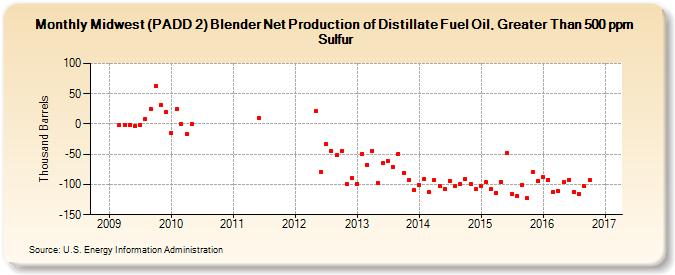 Monthly Midwest (PADD 2) Blender Net Production of Distillate Fuel Oil, Greater Than 500 ppm
Sulfur
Thousand Barrels
100
50
0
-50
-100
-150
2009 2010 2011 2012 2013 2014 2015 2016 2017
Source: U.S. Energy Information Administration